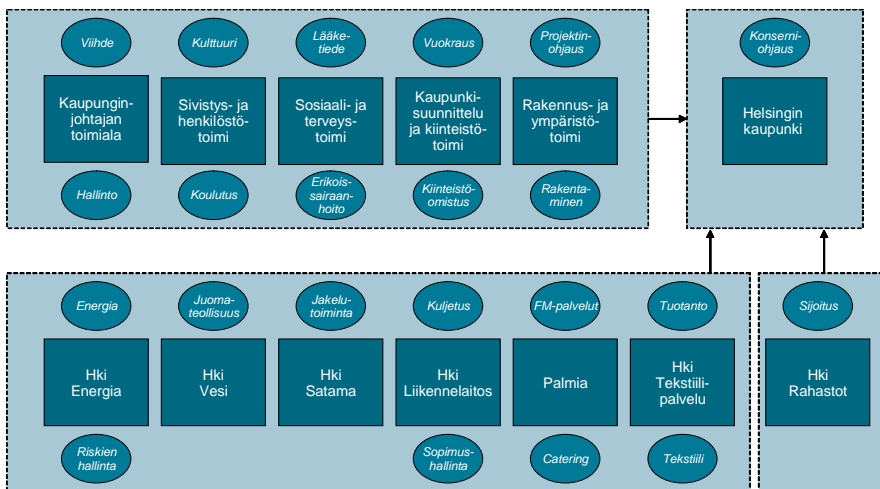 Viihde
Kulttuuri
Lääke-
tiede
Vuokraus
Projektin-
ohjaus
Konserni-
ohjaus
Kaupungin-
johtajan
toimiala
Sivistys- ja
henkilöstö-
toimi
Sosiaali- ja
terveys-
toimi
Kaupunki-
suunnittelu
ja kiinteistö-
toimi
Rakennus- ja
ympäristö-
toimi
Helsingin
kaupunki
Hallinto
Koulutus
Erikois-
sairaan-
hoito
Kiinteistö-
omistus
Rakenta-
minen
Energia
Juoma-
teollisuus
Jakelu-
toiminta
Kuljetus
FM-palvelut
Tuotanto
Sijoitus
Hki
Energia
Hki
Vesi
Hki
Satama
Hki
Liikennelaitos
Palmia
Hki
Tekstiili-
palvelu
Hki
Rahastot
Riskien
hallinta
Sopimus-
hallinta
Catering
Tekstiili